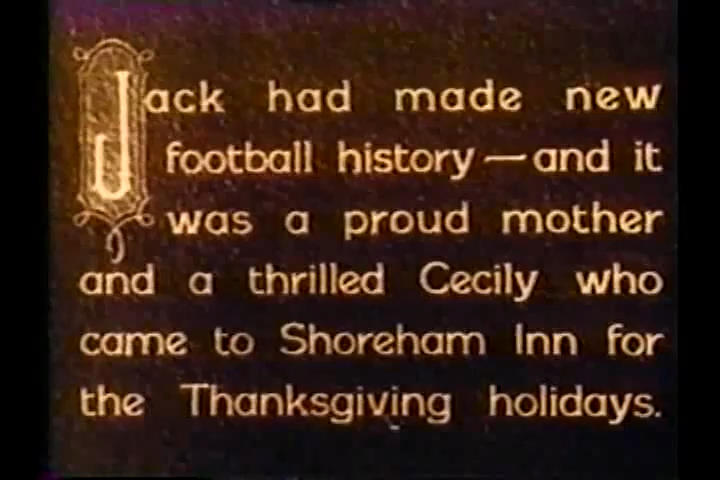 Jack had made new
football history—and it
was a proud mother
and a thrilled Cecily who
came to Shoreham Inn for
the Thanksgiving holidays.